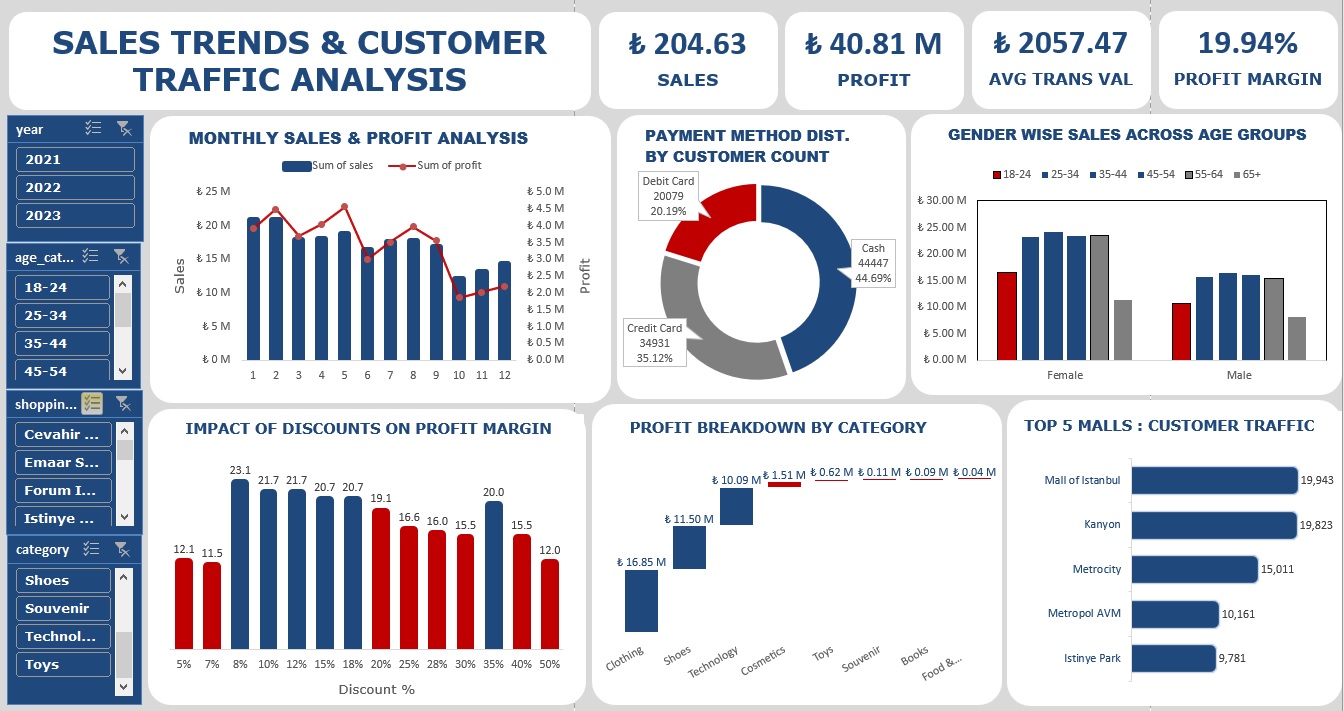 SALES TRENDS & CUSTOMER
TRAFFIC ANALYSIS
₺ 204.63
SALES
₺ 40.81 M
PROFIT
₺ 2057.47
AVG TRANS VAL
19.94%
PROFIT MARGIN
year
2021
2022
2023
age_cat...
18-24
25-34
35-44
45-54
shoppin...
Cevahir ...
Emaar S...
Forum I...
Istinye ...
category
Shoes
Souvenir
Technol...
Toys
MONTHLY SALES & PROFIT ANALYSIS
Sum of sales
Sum of profit
₺ 25 M
₺ 20 M
₺ 15 M
₺ 10 M
₺ 5 M
₺ 0 M
Sales
₺ 5.0 M
₺ 4.5 M
₺ 4.0 M
₺ 3.5 M
₺ 3.0 M
₺ 2.5 M
₺ 2.0 M
₺ 1.5 M
₺ 1.0 M
₺ 0.5 M
₺ 0.0 M
Profit
1 2 3 4 5 6 7 8 9 10 11 12
PAYMENT METHOD DIST.
BY CUSTOMER COUNT
Debit Card
20079
20.19%
Cash
44447
44.69%
Credit Card
34931
35.12%
GENDER WISE SALES ACROSS AGE GROUPS
18-24 25-34 35-44 45-54 55-64 65+
₺ 30.00 M
₺ 25.00 M
₺ 20.00 M
₺ 15.00 M
₺ 10.00 M
₺ 5.00 M
₺ 0.00 M
Female
Male
IMPACT OF DISCOUNTS ON PROFIT MARGIN
12.1 11.5 23.1 21.7 21.7 20.7 20.7 19.1 16.6 16.0 15.5 20.0 15.5 12.0
5% 7% 8% 10% 12% 15% 18% 20% 25% 28% 30% 35% 40% 50%
Discount %
PROFIT BREAKDOWN BY CATEGORY
₺ 16.85 M
₺ 11.50 M
₺ 10.09 M
₺ 1.51 M
₺ 0.62 M
₺ 0.11 M
₺ 0.09 M
₺ 0.04 M
Clothing
Shoes
Technology
Cosmetics
Toys
Souvenir
Books
Food &...
TOP 5 MALLS : CUSTOMER TRAFFIC
Mall of Istanbul 19,943
Kanyon 19,823
Metrocity 15,011
Metropol AVM 10,161
Istinye Park 9,781